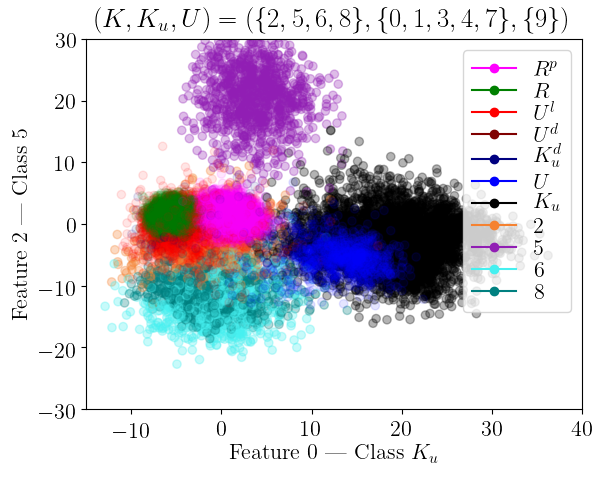 (K, K_u, U) = ({2, 5, 6, 8}, {0, 1, 3, 4, 7}, {9})
30
20
10
0
−10
−20
−30
Feature 2 — Class 5
R^p
R
U^l
U^d
K_u^d
U
K_u
2
5
6
8
−10
0
10
20
30
40
Feature 0 — Class K_u